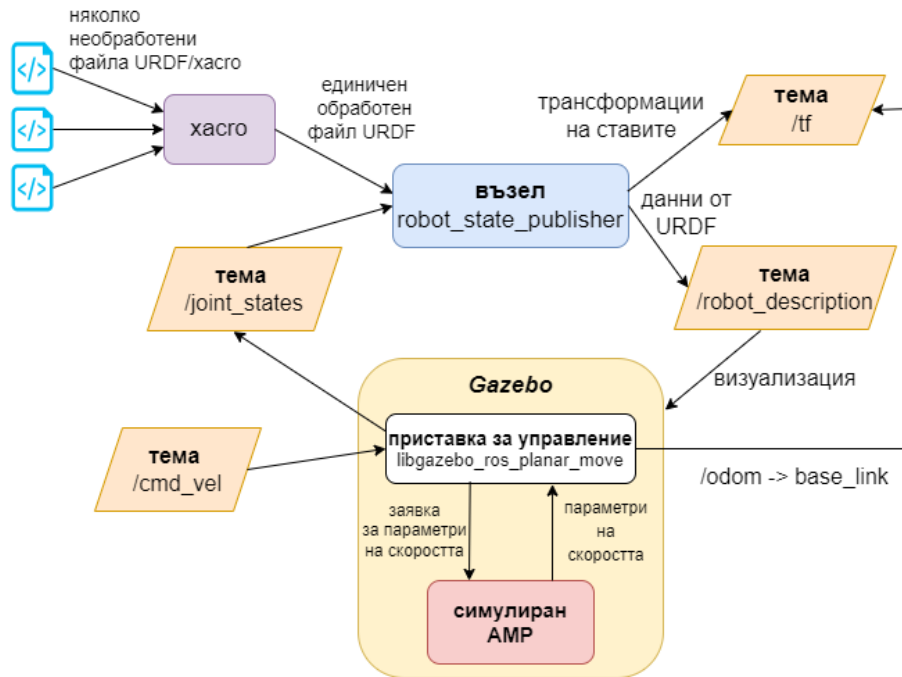 няколко
необработени
файла URDF/xacro
</>
</>
</>
xacro
единичен
обработен
файл URDF
трансформации
на ставите
тема
/tf
възел
robot_state_publisher
данни от
URDF
тема
/joint_states
тема
/robot_description
визуализация
Gazebo
приставка за управление
libgazebo_ros_planar_move
тема
/cmd_vel
/odom -> base_link
заявка
за параметри
на скоростта
параметри
на
скоростта
симулиран
АМР